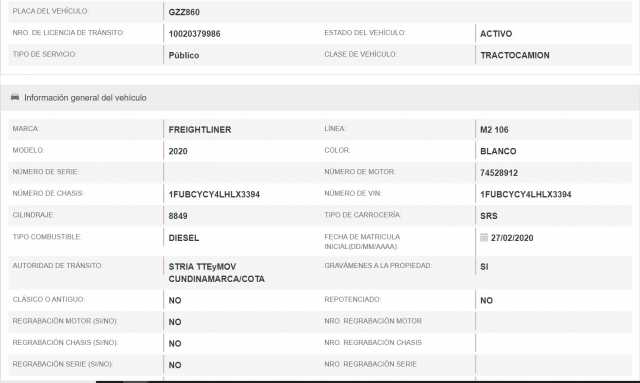 PLACA DEL VEHÍCULO: GZZ860
NRO. DE LICENCIA DE TRÁNSITO: 10020379986 ESTADO DEL VEHÍCULO: ACTIVO
TIPO DE SERVICIO: Público CLASE DE VEHÍCULO: TRACTOCAMION
Información general del vehículo
MARCA: FREIGHTLINER LÍNEA: M2 106
MODELO: 2020 COLOR: BLANCO
NÚMERO DE SERIE: NÚMERO DE MOTOR: 74528912
NÚMERO DE CHASIS: 1FUBCYCY4LHLX3394 NÚMERO DE VIN: 1FUBCYCY4LHLX3394
CILINDRAJE: 8849 TIPO DE CARROCERÍA: SRS
TIPO COMBUSTIBLE: DIESEL FECHA DE MATRICULA 27/02/2020
INICIAL(DD/MM/AAAA):
AUTORIDAD DE TRÁNSITO: STRIA TTEyMOV GRAVÁMENES A LA PROPIEDAD: SI
CUNDINAMARCA/COTA
CLÁSICO O ANTIGUO: NO REPOTENCIADO: NO
REGRABACIÓN MOTOR (SI/NO): NO NRO. REGRABACIÓN MOTOR
REGRABACIÓN CHASIS (SI/NO): NO NRO. REGRABACIÓN CHASIS
REGRABACIÓN SERIE (SI/NO): NO NRO. REGRABACIÓN SERIE